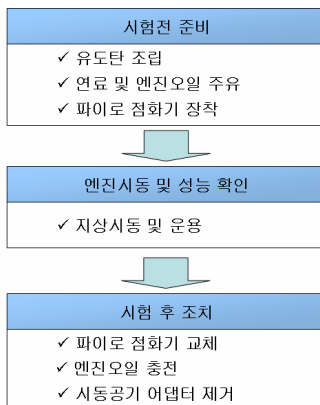 시험전 준비
✓ 유도탄 조립
✓ 연료 및 엔진오일 주유
✓ 파이로 점화기 장착
엔진시동 및 성능 확인
✓ 지상시동 및 운용
시험 후 조치
✓ 파이로 점화기 교체
✓ 엔진오일 충전
✓ 시동공기 어댑터 제거